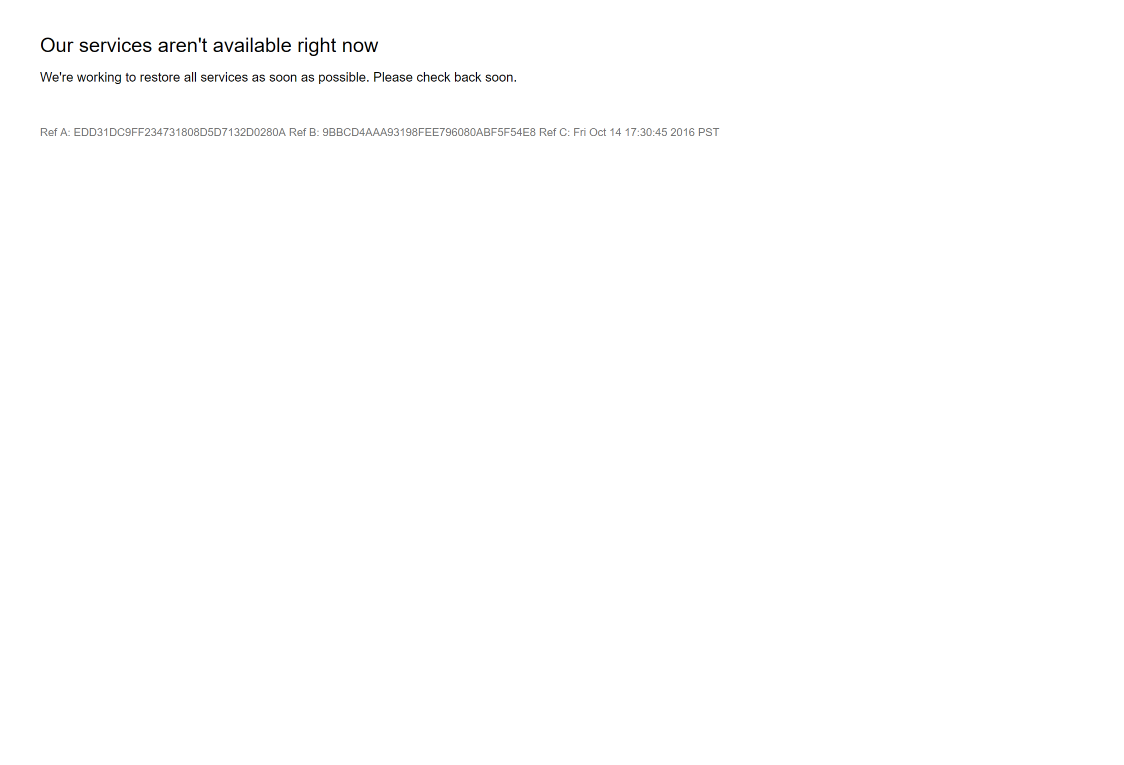 Our services aren't available right now
We're working to restore all services as soon as possible. Please check back soon.
Ref A: EDD31DC9FF234731808D5D7132D0280A Ref B: 9BBCD4AAA93198FEE796080ABF5F54E8 Ref C: Fri Oct 14 17:30:45 2016 PST